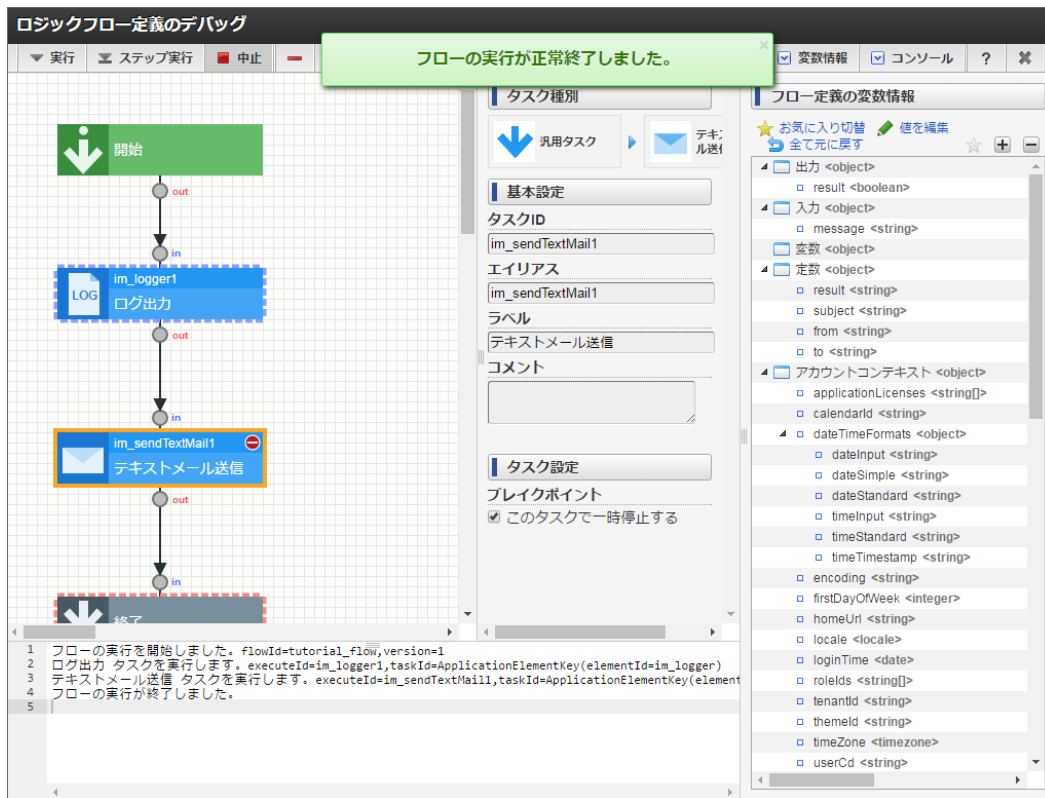 ロジックフロー定義のデバッグ
実行
ステップ実行
中止
フローの実行が正常終了しました。
変数情報
コンソール
?
開始
out
in
im_logger1
LOG
ログ出力
out
in
im_sendTextMail1
テキストメール送信
out
in
終了
タスク種別
汎用タスク
テキ
ル送
基本設定
タスクID
im_sendTextMail1
エイリアス
im_sendTextMail1
ラベル
テキストメール送信
コメント
タスク設定
ブレイクポイント
このタスクで一時停止する
フロー定義の変数情報
お気に入り切替
値を編集
全て元に戻す
出力 <object>
result <boolean>
入力 <object>
message <string>
変数 <object>
定数 <object>
result <string>
subject <string>
from <string>
to <string>
アカウントコンテキスト <object>
applicationLicenses <string[]>
calendarId <string>
dateTimeFormats <object>
dateInput <string>
dateSimple <string>
dateStandard <string>
timeInput <string>
timeStandard <string>
timeTimestamp <string>
encoding <string>
firstDayOfWeek <integer>
homeUrl <string>
locale <locale>
loginTime <date>
roleIds <string[]>
tenantId <string>
themeId <string>
timeZone <timezone>
userCd <string>
1 フローの実行を開始しました。flowId=tutorial_flow,version=1
2 ログ出力 タスクを実行します。executeId=im_logger1,taskId=ApplicationElementKey(elementId=im_logger)
3 テキストメール送信 タスクを実行します。executeId=im_sendTextMail1,taskId=ApplicationElementKey(element
4 フローの実行が終了しました。
5